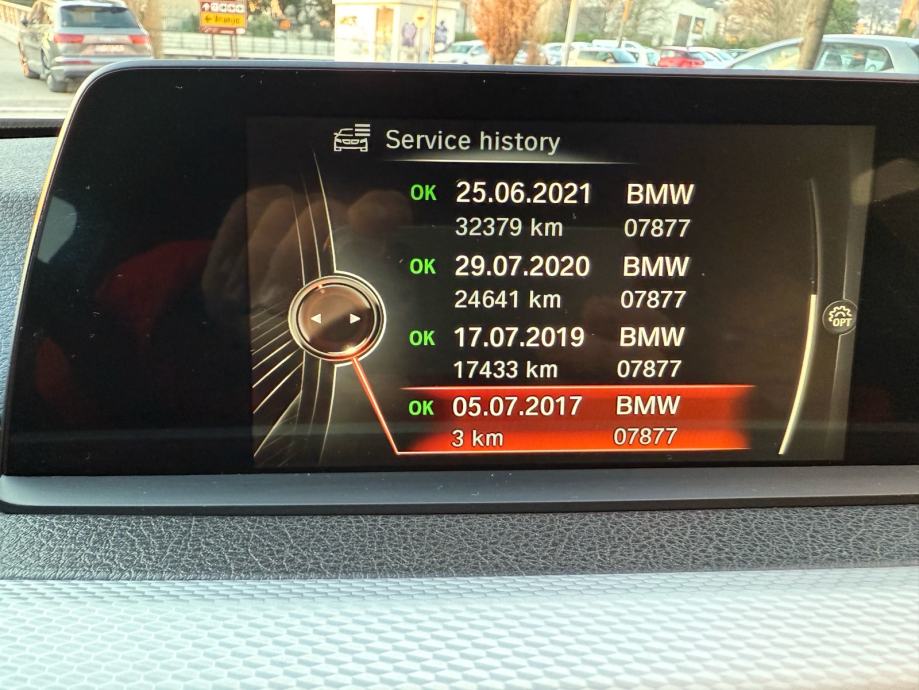 Service history
OK 25.06.2021 BMW
32379 km 07877
OK 29.07.2020 BMW
24641 km 07877
OK 17.07.2019 BMW
17433 km 07877
OK 05.07.2017 BMW
3 km 07877
OPT